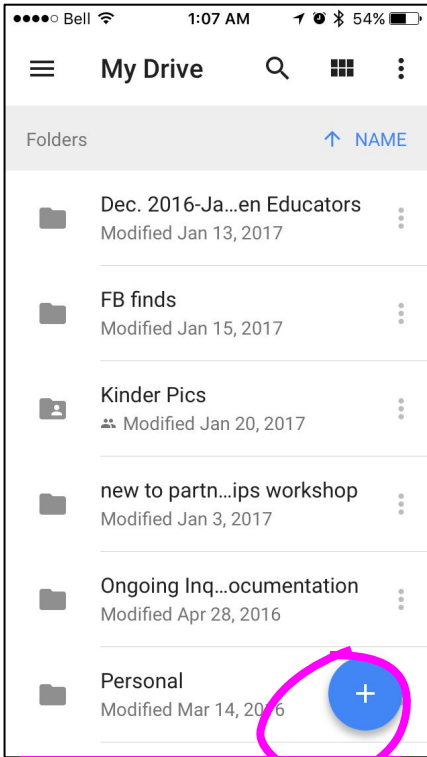 Bell 1:07 AM 54%
My Drive
Folders ↑ NAME
Dec. 2016-Ja...en Educators
Modified Jan 13, 2017
FB finds
Modified Jan 15, 2017
Kinder Pics
Modified Jan 20, 2017
new to partn...ips workshop
Modified Jan 3, 2017
Ongoing Inq...ocumentation
Modified Apr 28, 2016
Personal
Modified Mar 14, 2016
+